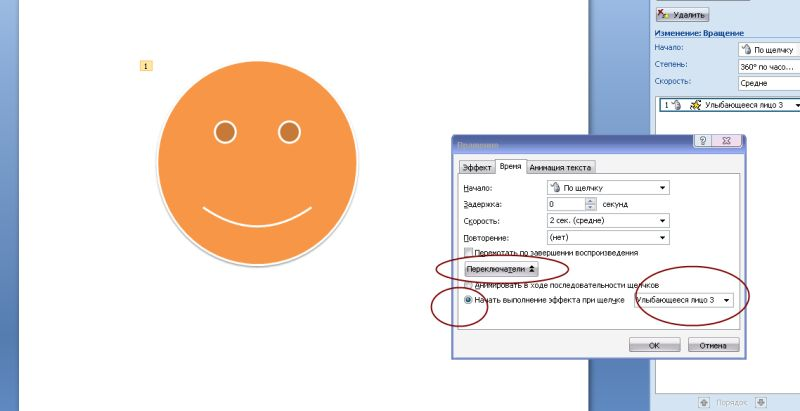 Удалить
Изменение: Вращение
Начало: По щелчку
Степень: 360° по часо...
Скорость: Средне
1
1 Улыбающееся лицо 3
Вращение
Эффект Время Анимация текста
Начало: По щелчку
Задержка: 0 секунд
Скорость: 2 сек. (средне)
Повторение: (нет)
Перемотать по завершении воспроизведения
Переключатели
Анимировать в ходе последовательности щелчков
Начать выполнение эффекта при щелчке Улыбающееся лицо 3
ОК Отмена
Порядок